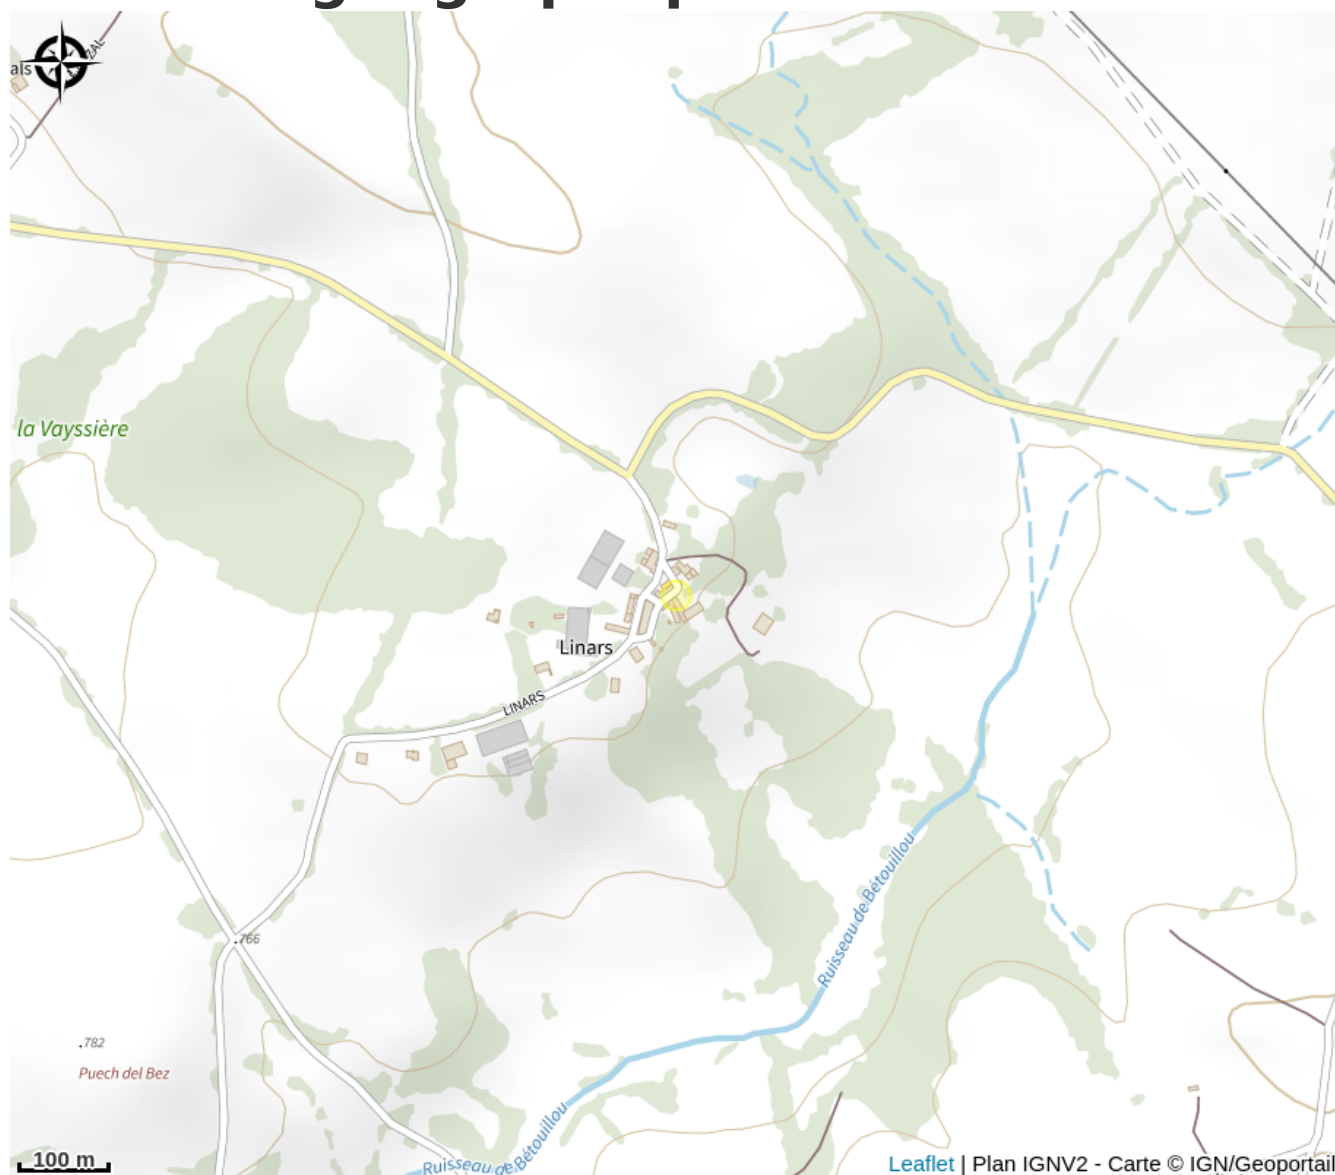 als
la Vayssière
Linars
LINARS
Ruisseau de Bétouillou
766
782
Puech del Bez
Ruisseau de Bétouillou
100 m
Leaflet | Plan IGNV2 - Carte © IGN/Geoportail